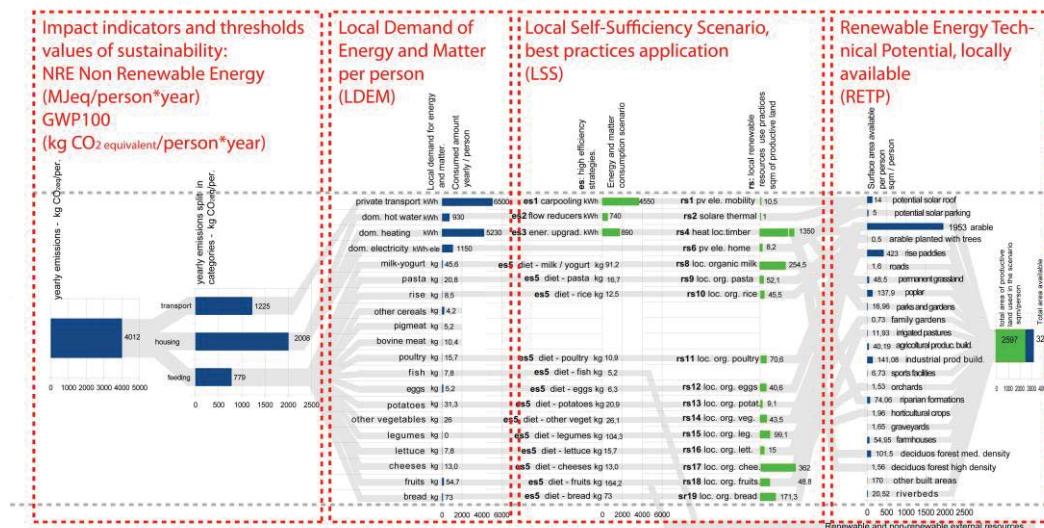 Impact indicators and thresholds
values of sustainability:
NRE Non Renewable Energy
(MJeq/person*year)
GWP100
(kg CO2 equivalent/person*year)
yearly emissions - kg CO2eq/per.
yearly emissions split in
categories - kg CO2eq/per.
transport
1225
4012
housing
2008
feeding
779
0 1000 2000 3000 4000 5000
0 500 1000 1500 2000 2500
Local Demand of
Energy and Matter
per person
(LDEM)
Local demand for energy
and matter.
Consumed amount
yearly / person
private transport kWh 6500
dom. hot water kWh 930
dom. heating kWh 5230
dom. electricity kWh ele 1150
milk-yogurt kg 45,6
pasta kg 20,8
rise kg 8,5
other cereals kg 4,2
pigmeat kg 5,2
bovine meat kg 10,4
poultry kg 15,7
fish kg 7,8
eggs kg 5,2
potatoes kg 31,3
other vegetables kg 26
legumes kg 0
lettuce kg 7,8
cheeses kg 13,0
fruits kg 54,7
bread kg 73
0 1000 2000 3000 4000 5000 6000
Local Self-Sufficiency Scenario,
best practices application
(LSS)
es: high efficiency
strategies.
Energy and matter
consumption scenario
rs: local renewable
resources use practices
sqm of productive land
es1 carpooling kWh 4550
es2 flow reducers kWh 740
es3 ener. upgrad. kWh 890
es5 diet - milk / yogurt kg 91,2
es5 diet - pasta kg 16,7
es5 diet - rice kg 12,5
es5 diet - poultry kg 10,9
es5 diet - fish kg 5,2
es5 diet - eggs kg 6,3
es5 diet - potatoes kg 20,9
es5 diet - other veget kg 26,1
es5 diet - legumes kg 104,3
es5 diet - lettuce kg 15,7
es5 diet - cheeses kg 13,0
es5 diet - fruits kg 164,2
es5 diet - bread kg 73
0 1000 2000 3000 4000 5000 6000
rs1 pv ele. mobility 10,5
rs2 solare thermal 1
rs4 heat loc.timber 1350
rs6 pv ele. home 8,2
rs8 loc. organic milk 254,5
rs9 loc. org. pasta 52,1
rs10 loc. org. rice 45,5
rs11 loc. org. poultry 70,6
rs12 loc. org. eggs 40,6
rs13 loc. org. potat. 9,1
rs14 loc. org. veg. 43,5
rs15 loc. org. leg. 99,1
rs16 loc. org. lett. 15
rs17 loc. org. chee. 362
rs18 loc. org. fruits 48,8
sr19 loc. org. bread 171,3
Renewable Energy Tech-
nical Potential, locally
available
(RETP)
Surface area available
per person
sqm / person
14 potential solar roof
5 potential solar parking
1953 arable
0,5 arable planted with trees
423 rise paddies
1,6 roads
48,5 permanent grassland
137,9 poplar
16,96 parks and gardens
0,73 family gardens
11,93 irrigated pastures
40,19 agricultural produc. build.
141,08 industrial prod build.
6,73 sports facilities
1,53 orchards
74,06 riparian formations
1,96 horticultural crops
1,65 graveyards
54,95 farmhouses
101,5 deciduos forest med. density
1,56 deciduos forest high density
170 other built areas
20,52 riverbeds
0 500 1000 1500 2000 2500
total area of productive
land used in the scenario
sqm/person
Total area available
2597
32
Renewable and non-renewable external resources